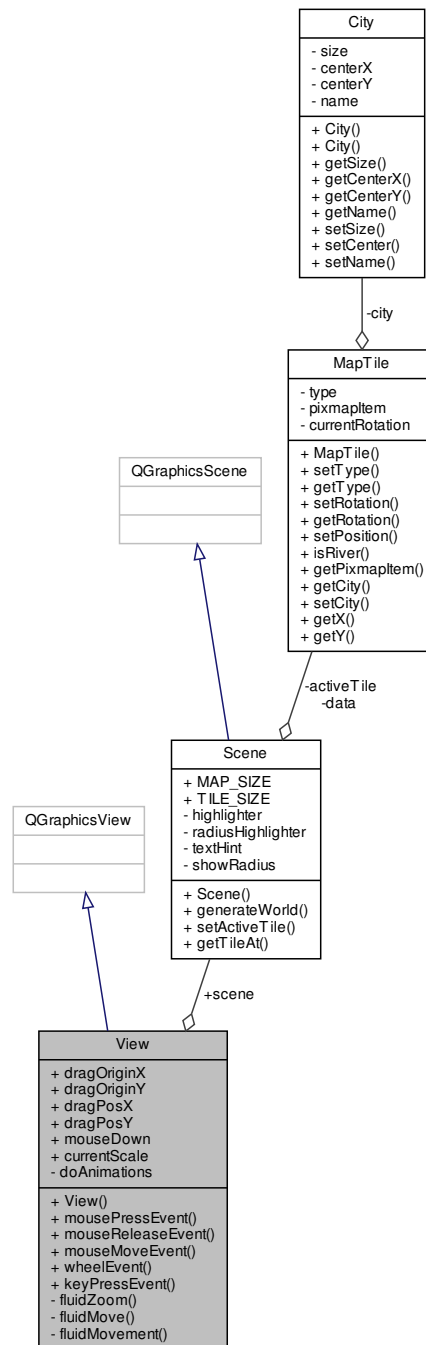 City
- size
- centerX
- centerY
- name
+ City()
+ City()
+ getSize()
+ getCenterX()
+ getCenterY()
+ getName()
+ setSize()
+ setCenter()
+ setName()
-city
MapTile
- type
- pixmapItem
- currentRotation
+ MapTile()
+ setType()
+ getType()
+ setRotation()
+ getRotation()
+ setPosition()
+ isRiver()
+ getPixmapItem()
+ getCity()
+ setCity()
+ getX()
+ getY()
QGraphicsScene
-activeTile
-data
Scene
+ MAP_SIZE
+ TILE_SIZE
- highlighter
- radiusHighlighter
- textHint
- showRadius
+ Scene()
+ generateWorld()
+ setActiveTile()
+ getTileAt()
QGraphicsView
+scene
View
+ dragOriginX
+ dragOriginY
+ dragPosX
+ dragPosY
+ mouseDown
+ currentScale
- doAnimations
+ View()
+ mousePressEvent()
+ mouseReleaseEvent()
+ mouseMoveEvent()
+ wheelEvent()
+ keyPressEvent()
- fluidZoom()
- fluidMove()
- fluidMovement()